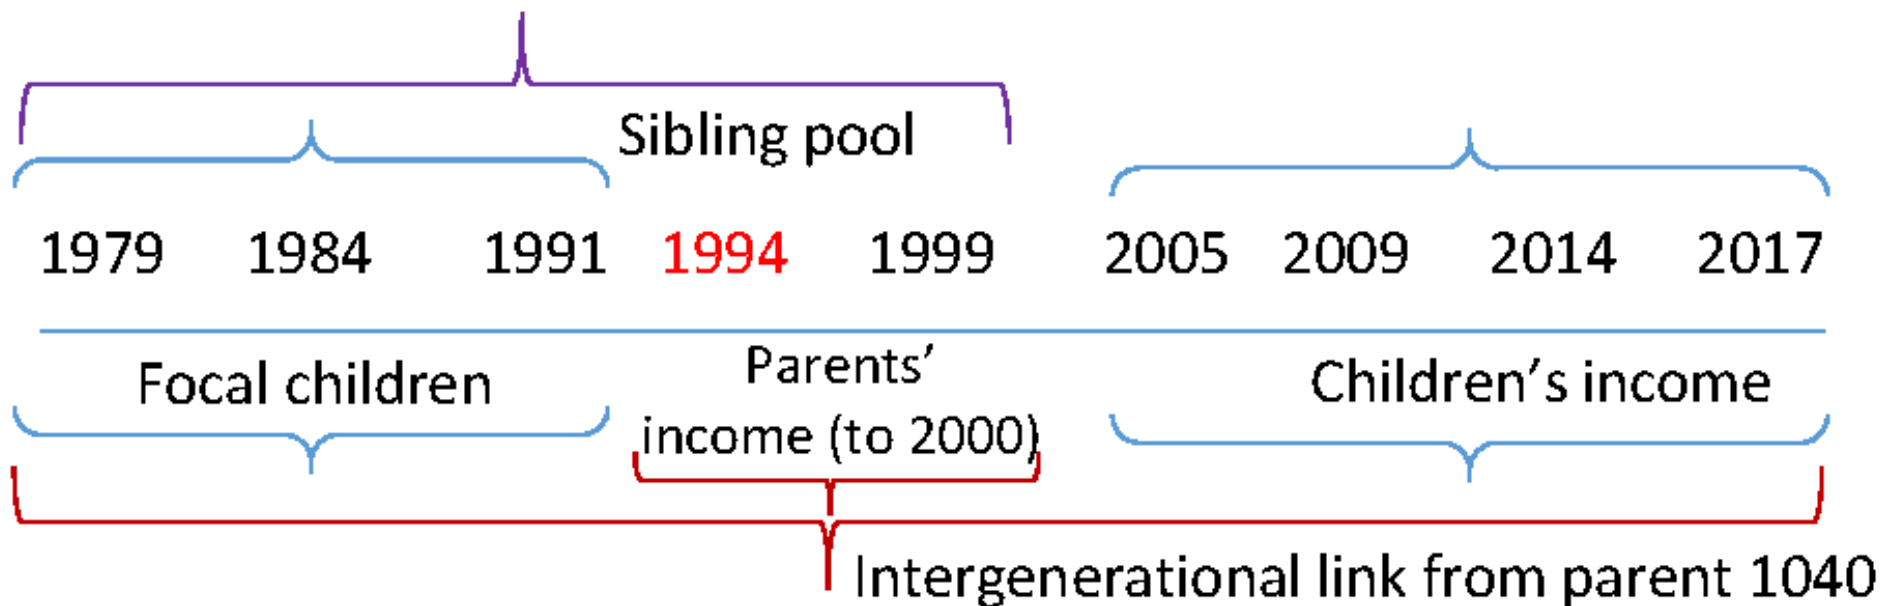 Sibling pool
1979 1984 1991 1994 1999 2005 2009 2014 2017
Focal children
Parents’
income (to 2000)
Children’s income
Intergenerational link from parent 1040